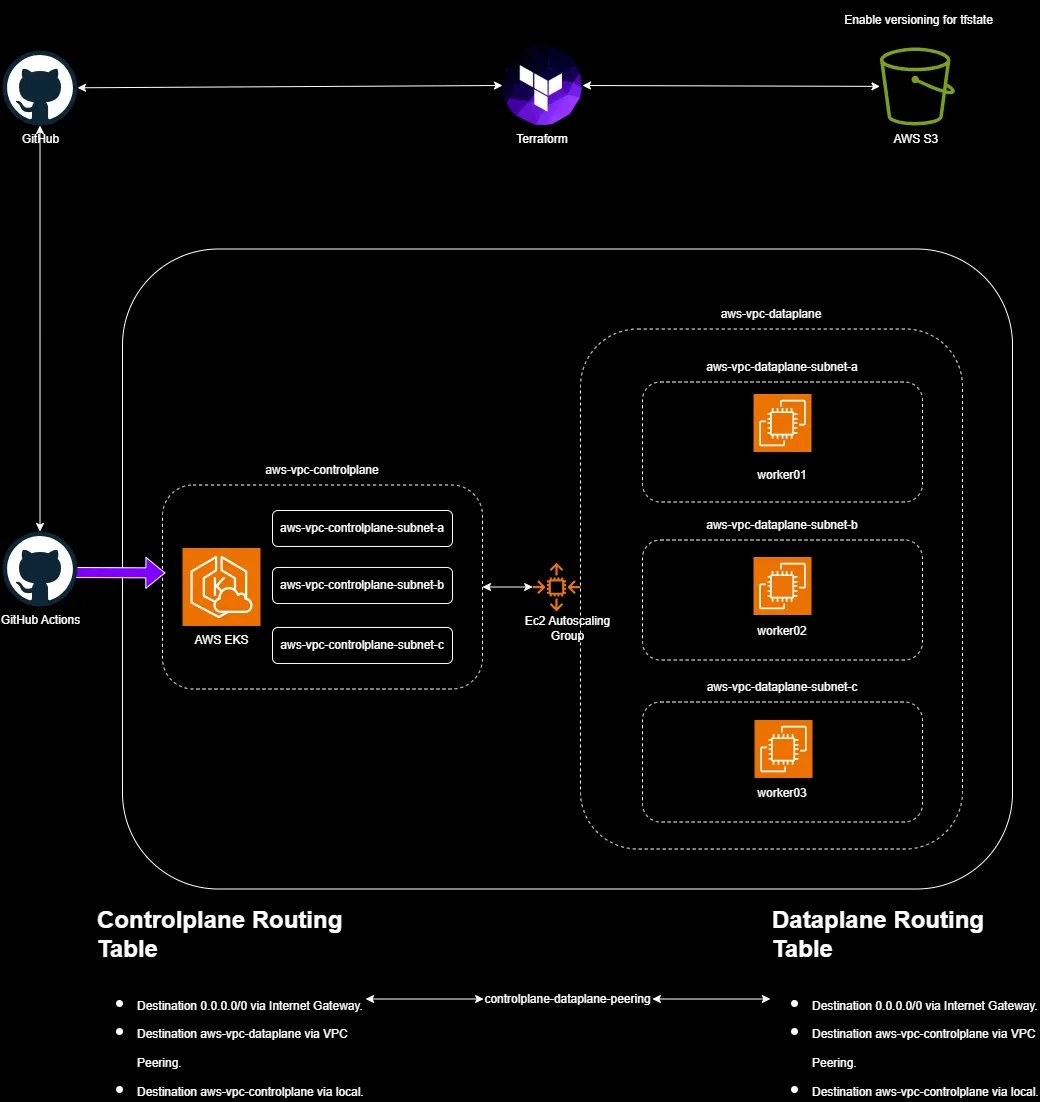 Enable versioning for tfstate
GitHub
Terraform
AWS S3
aws-vpc-dataplane
aws-vpc-dataplane-subnet-a
worker01
aws-vpc-controlplane
aws-vpc-controlplane-subnet-a
aws-vpc-controlplane-subnet-b
aws-vpc-controlplane-subnet-c
AWS EKS
GitHub Actions
Ec2 Autoscaling
Group
aws-vpc-dataplane-subnet-b
worker02
aws-vpc-dataplane-subnet-c
worker03
Controlplane Routing
Table
Destination 0.0.0.0/0 via Internet Gateway.
Destination aws-vpc-dataplane via VPC
Peering.
Destination aws-vpc-controlplane via local.
controlplane-dataplane-peering
Dataplane Routing
Table
Destination 0.0.0.0/0 via Internet Gateway.
Destination aws-vpc-controlplane via VPC
Peering.
Destination aws-vpc-controlplane via local.